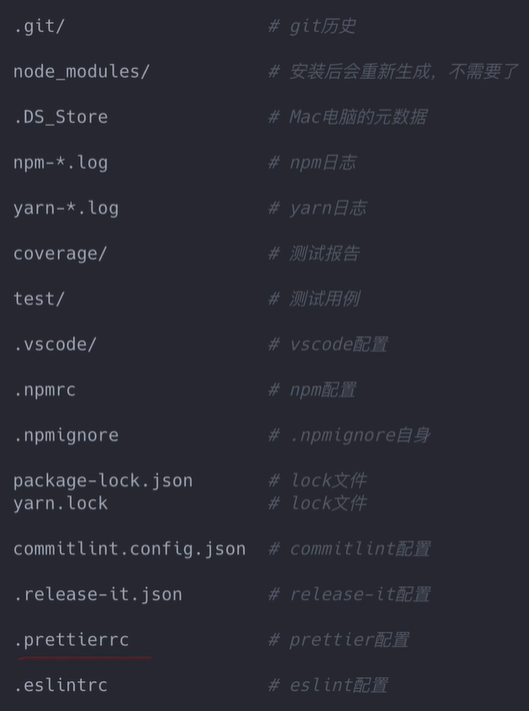 .git/ # git历史
node_modules/ # 安装后会重新生成，不需要了
.DS_Store # Mac电脑的元数据
npm-*.log # npm日志
yarn-*.log # yarn日志
coverage/ # 测试报告
test/ # 测试用例
.vscode/ # vscode配置
.npmrc # npm配置
.npmignore # .npmignore自身
package-lock.json # lock文件
yarn.lock # lock文件
commitlint.config.json # commitlint配置
.release-it.json # release-it配置
.prettierrc # prettier配置
.eslintrc # eslint配置